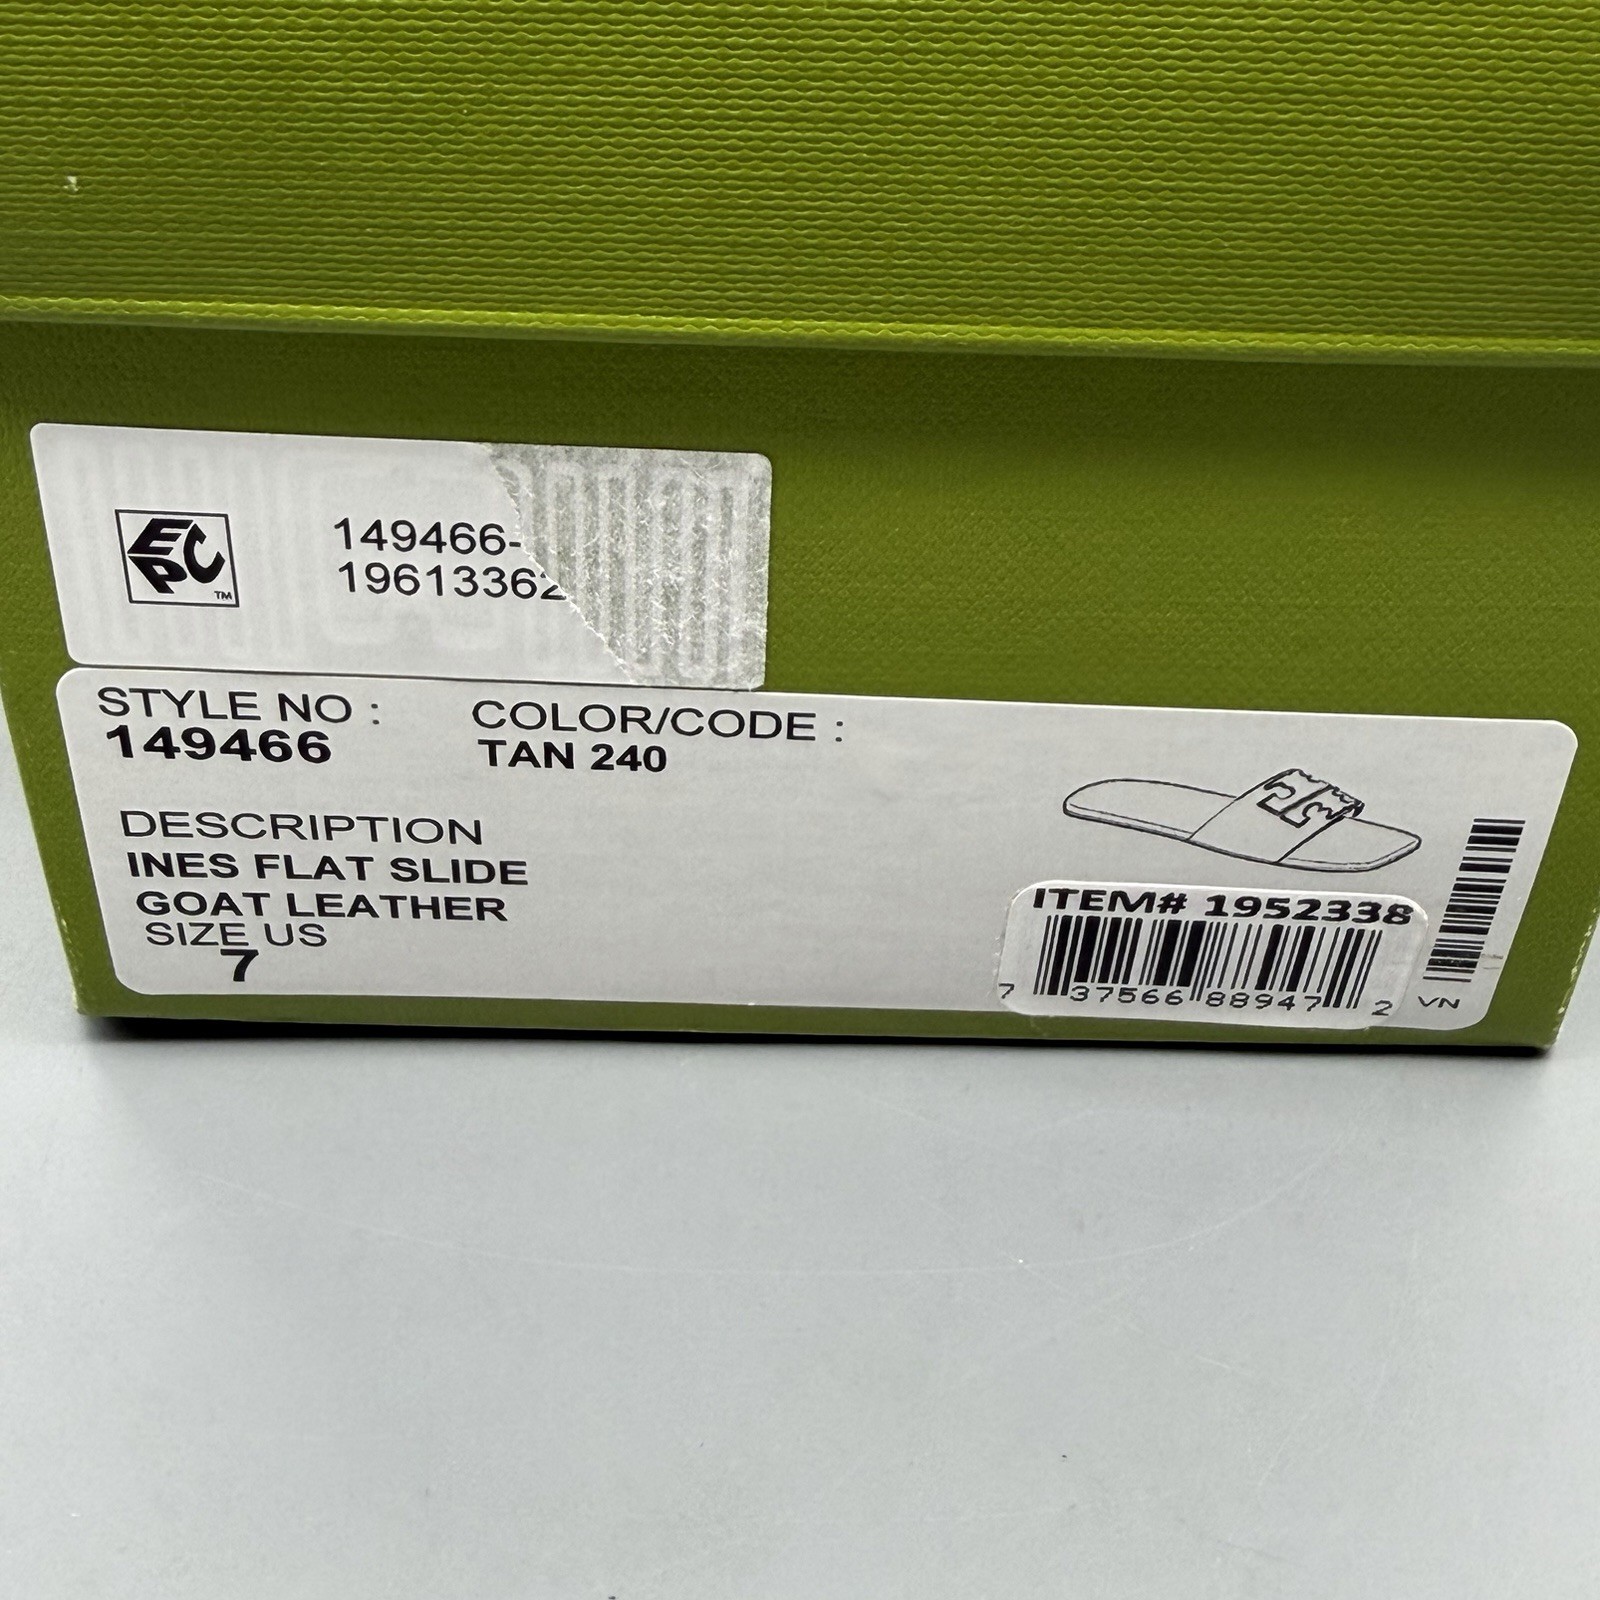 EPC™
149466-
19613362
STYLE NO :
149466
COLOR/CODE :
TAN 240
DESCRIPTION
INES FLAT SLIDE
GOAT LEATHER
SIZE US
7
ITEM# 1952338
7 37566 88947 2
VN